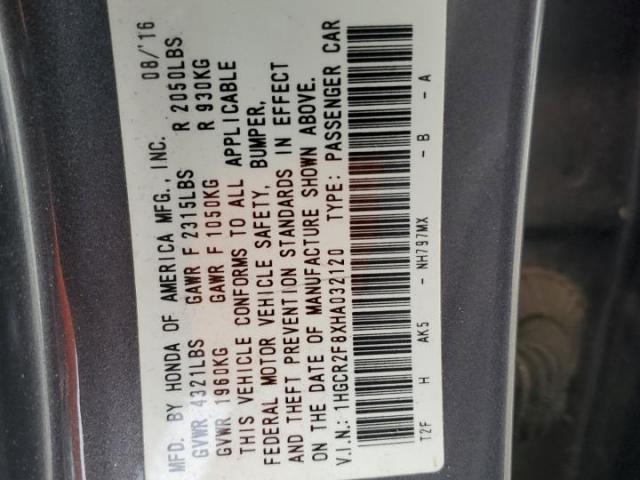 MFD. BY HONDA OF AMERICA MFG., INC. 08/'16
GVWR 4321LBS GAWR F 2315LBS R 2050LBS
GVWR 1960KG GAWR F 1050KG R 930KG
THIS VEHICLE CONFORMS TO ALL APPLICABLE
FEDERAL MOTOR VEHICLE SAFETY, BUMPER,
AND THEFT PREVENTION STANDARDS IN EFFECT
ON THE DATE OF MANUFACTURE SHOWN ABOVE.
V.I.N.: 1HGCR2F8XHA032120 TYPE: PASSENGER CAR
T2F H AK5 - NH797MX - B - A